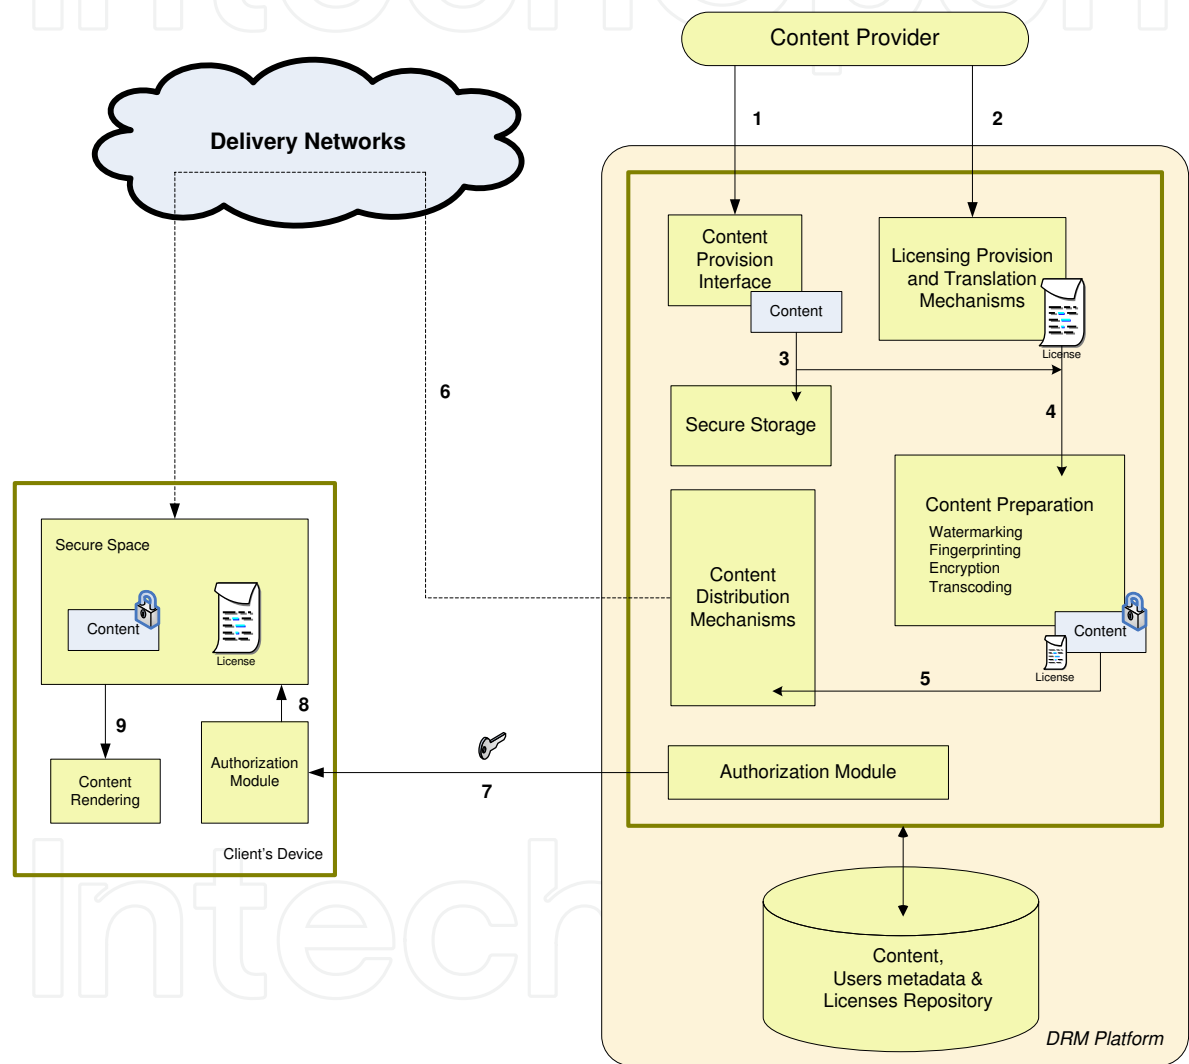 IntechOpen
Content Provider
1
2
Delivery Networks
Content
Provision
Interface
Content
Licensing Provision
and Translation
Mechanisms
License
3
4
6
Secure Storage
Content Preparation
Watermarking
Fingerprinting
Encryption
Transcoding
Content
License
Content
Distribution
Mechanisms
5
Secure Space
Content
License
8
9
Authorization
Module
Content
Rendering
Client's Device
7
Authorization Module
Content,
Users metadata &
Licenses Repository
DRM Platform
Intech